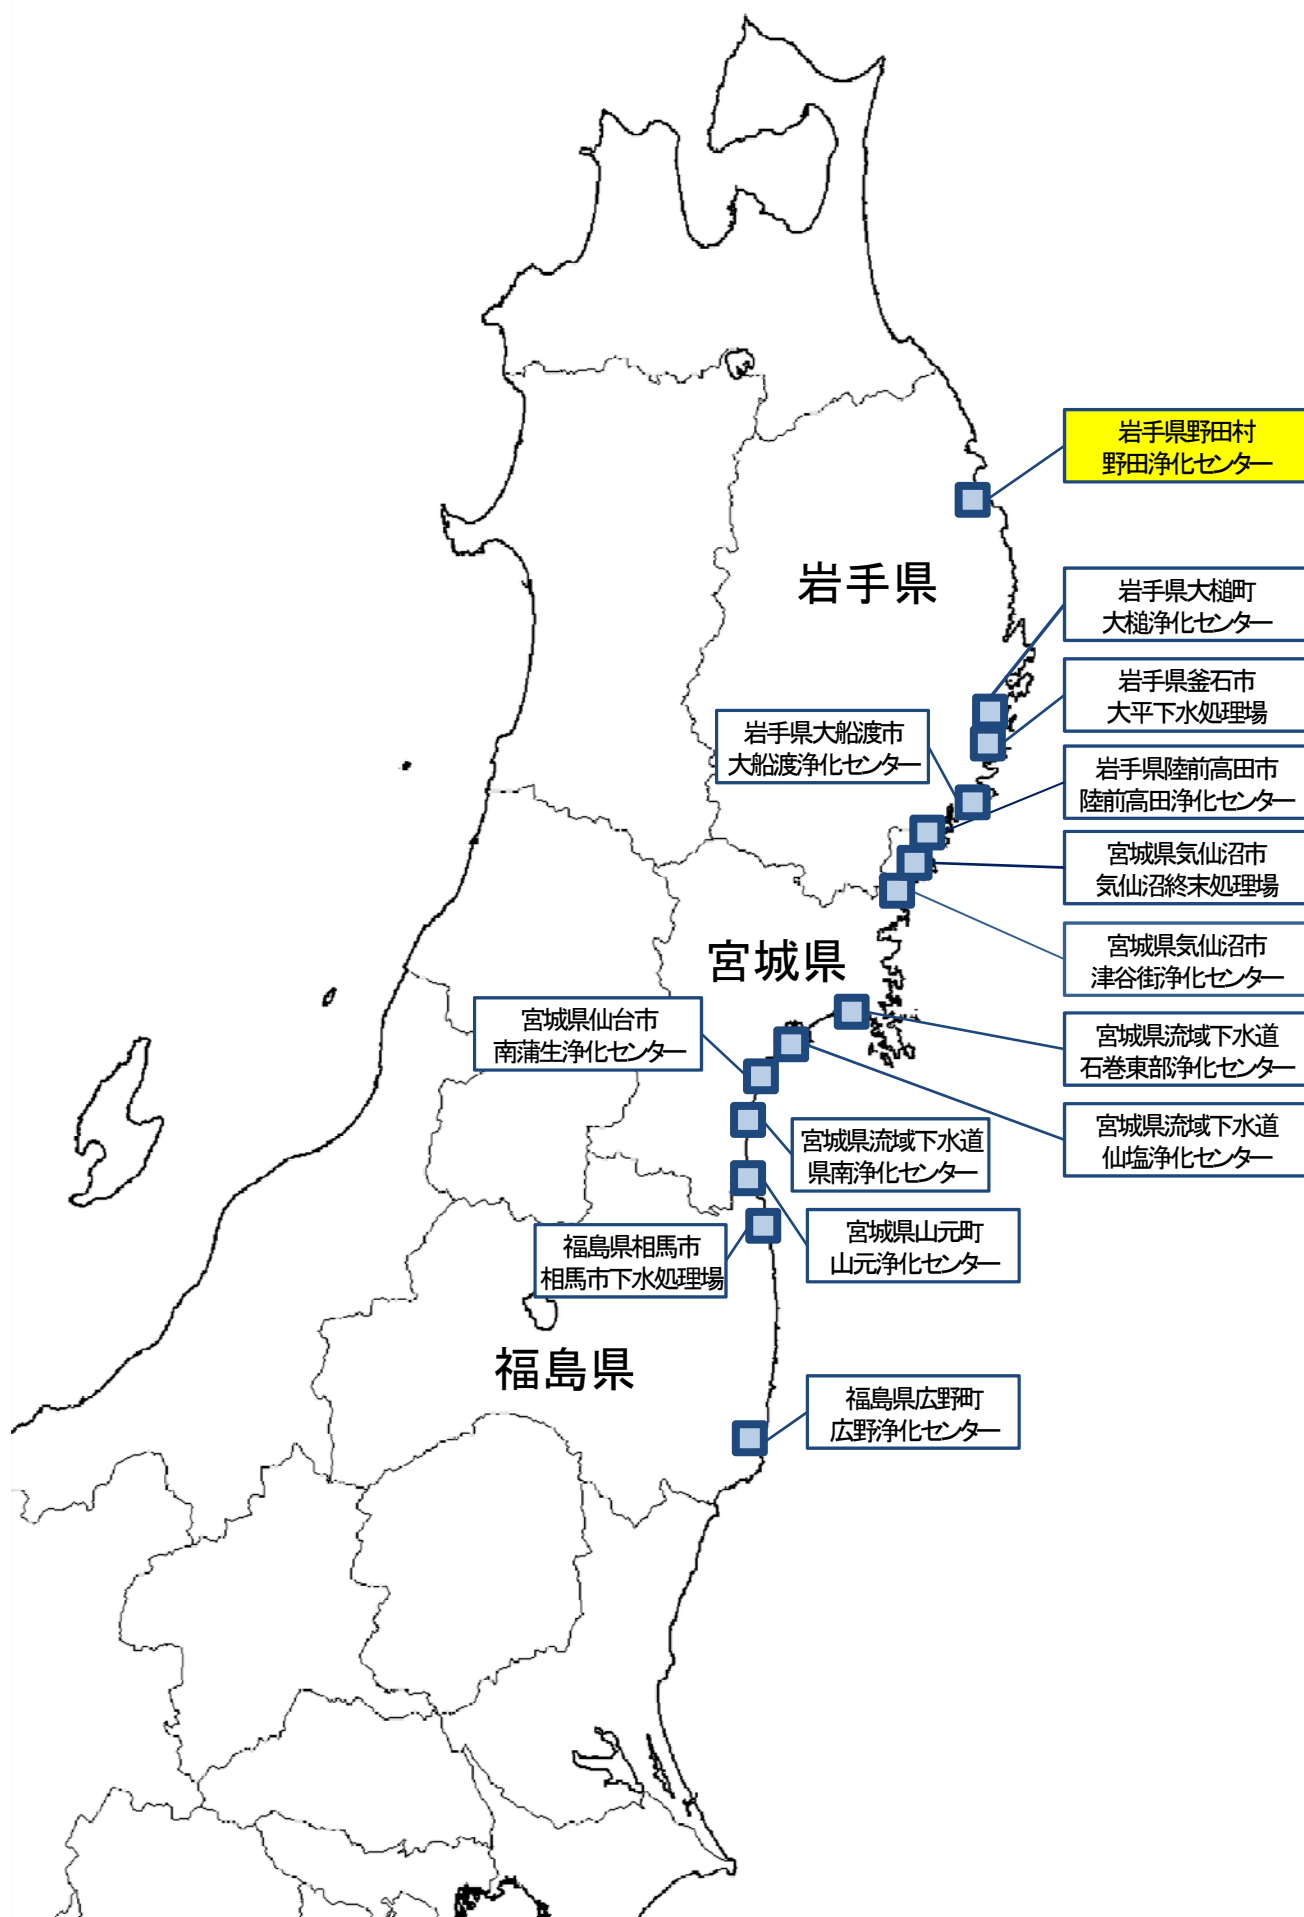 岩手県野田村
野田浄化センター
岩手県
岩手県大槌町
大槌浄化センター
岩手県釜石市
大平下水処理場
岩手県大船渡市
大船渡浄化センター
岩手県陸前高田市
陸前高田浄化センター
宮城県気仙沼市
気仙沼終末処理場
宮城県
宮城県気仙沼市
津谷街浄化センター
宮城県仙台市
南蒲生浄化センター
宮城県流域下水道
石巻東部浄化センター
宮城県流域下水道
仙塩浄化センター
宮城県流域下水道
県南浄化センター
宮城県山元町
山元浄化センター
福島県相馬市
相馬市下水処理場
福島県
福島県広野町
広野浄化センター